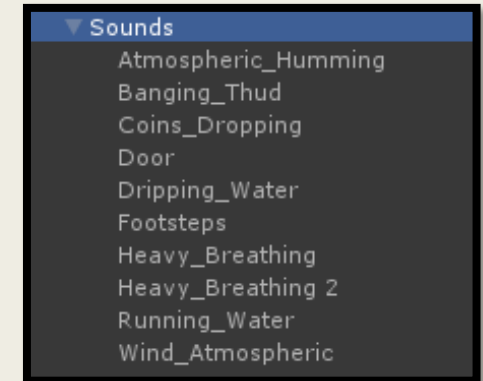 Sounds
Atmospheric_Humming
Banging_Thud
Coins_Dropping
Door
Dripping_Water
Footsteps
Heavy_Breathing
Heavy_Breathing 2
Running_Water
Wind_Atmospheric